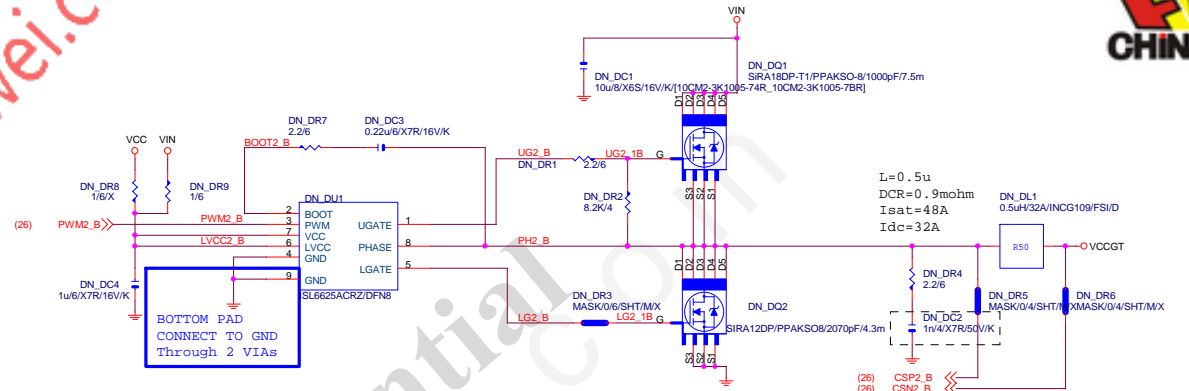 VIN
CHIN
DN_DC1
10u/8/X6S/16V/K/[10CM2-3K1005-74R_10CM2-3K1005-7BR]
DN_DQ1
SiRA18DP-T1/PPAKSO-8/1000pF/7.5m
D1
D2
D3
D4
D5
wei.c
DN_DR7
2.2/6
DN_DC3
0.22u/6/X7R/16V/K
VCC
VIN
BOOT2_B
UG2_B
DN_DR1
2.2/6
UG2_1B
G
DN_DR8
1/6/X
DN_DR9
1/6
DN_DU1
DN_DR2
8.2K/4
S3
S2
S1
L=0.5u
DCR=0.9mohm
Isat=48A
Idc=32A
DN_DL1
0.5uH/32A/INCG109/FSI/D
(26)
PWM2_B
PWM2_B
LVCC2_B
2
3
7
6
4
9
BOOT
PWM
VCC
LVCC
GND
GND
UGATE
PHASE
LGATE
1
8
5
PH2_B
R50
VCCGT
D1
D2
D3
D4
D5
ISL6625ACRZ/DFN8
DN_DC4
1u/6/X7R/16V/K
BOTTOM PAD
CONNECT TO GND
Through 2 VIAs
DN_DR3
MASK/0/6/SHT/M/X
LG2_B
LG2_1B
G
DN_DQ2
SIRA12DP/PPAKSO8/2070pF/4.3m
S3
S2
S1
DN_DR4
2.2/6
DN_DC2
1n/4/X7R/50V/K
DN_DR5
MASK/0/4/SHT/M/X
DN_DR6
MASK/0/4/SHT/M/X
(26)
CSP2_B
(26)
CSN2_B
ntial
com